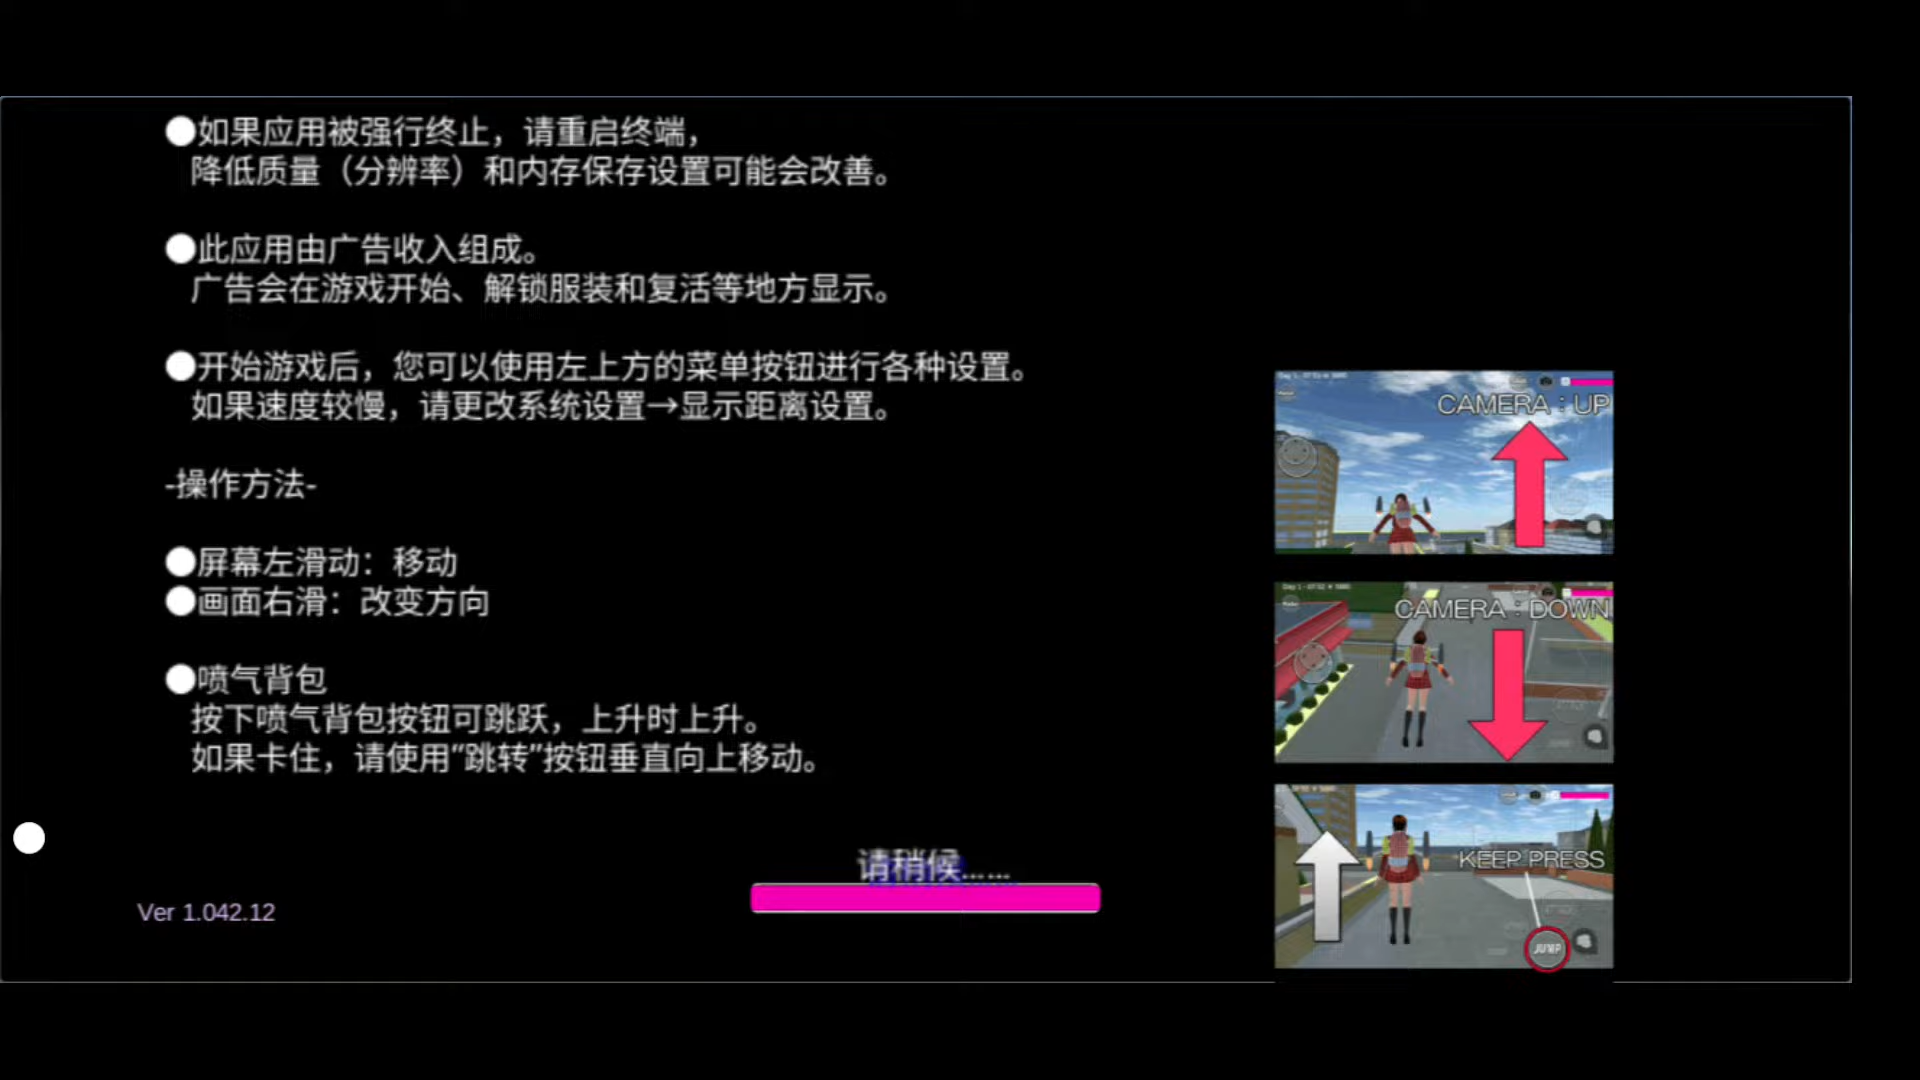 ●如果应用被强行终止，请重启终端，
降低质量（分辨率）和内存保存设置可能会改善。
●此应用由广告收入组成。
广告会在游戏开始、解锁服装和复活等地方显示。
●开始游戏后，您可以使用左上方的菜单按钮进行各种设置。
如果速度较慢，请更改系统设置→显示距离设置。
-操作方法-
●屏幕左滑动：移动
●画面右滑：改变方向
●喷气背包
按下喷气背包按钮可跳跃，上升时上升。
如果卡住，请使用“跳转”按钮垂直向上移动。
请稍候......
Ver 1.042.12
CAMERA : UP
CAMERA : DOWN
KEEP PRESS
JUMP